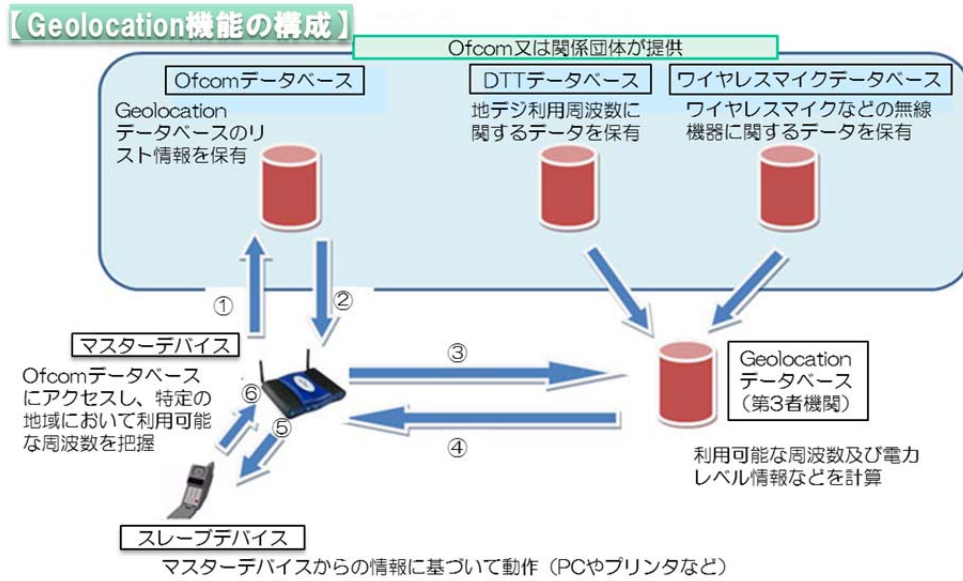 【Geolocation機能の構成】
Ofcom又は関係団体が提供
Ofcomデータベース
Geolocation
データベースのリ
スト情報を保有
DTTデータベース
地デジ利用周波数に
関するデータを保有
ワイヤレスマイクデータベース
ワイヤレスマイクなどの無線
機器に関するデータを保有
①
②
マスターデバイス
Ofcomデータベース
にアクセスし、特定の
地域において利用可能
な周波数を把握
③
④
⑥
⑤
Geolocation
データベース
（第3者機関）
利用可能な周波数及び電力
レベル情報などを計算
スレーブデバイス
マスターデバイスからの情報に基づいて動作（PCやプリンタなど）